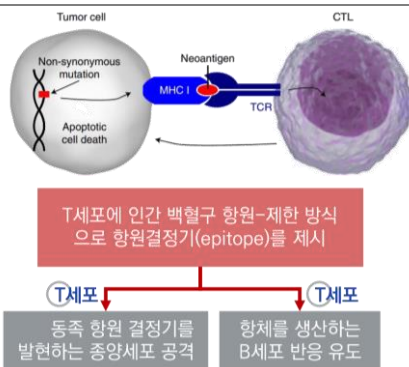 Tumor cell
CTL
Non-synonymous
mutation
Neoantigen
MHC I
TCR
Apoptotic
cell death
T세포에 인간 백혈구 항원-제한 방식
으로 항원결정기(epitope)를 제시
T세포
T세포
동족 항원 결정기를
발현하는 종양세포 공격
항체를 생산하는
B세포 반응 유도